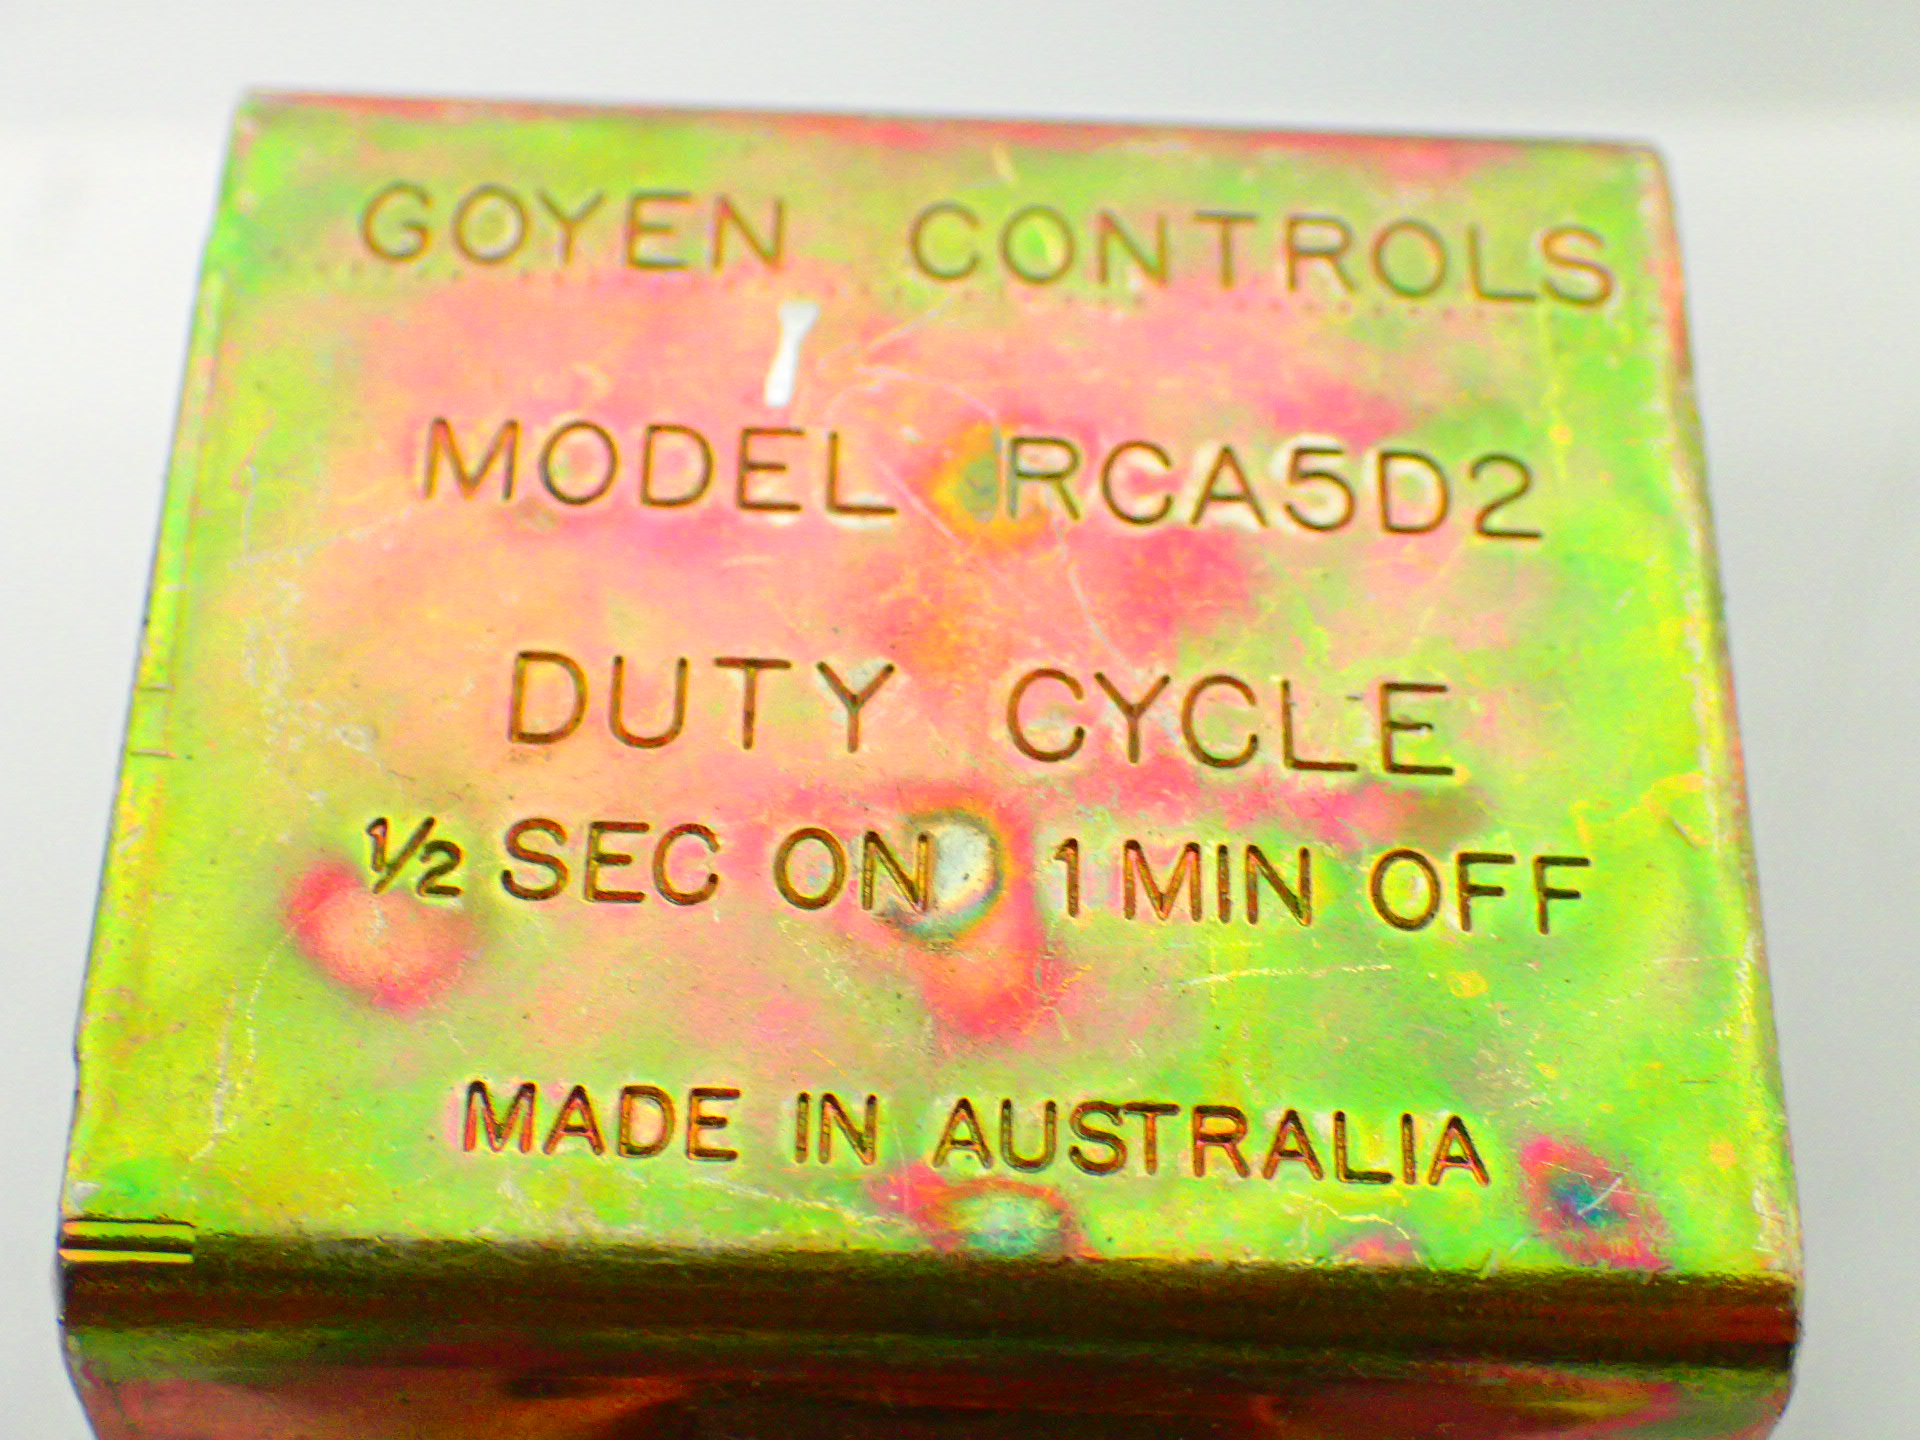 GOYEN CONTROLS
MODEL RCA5D2
DUTY CYCLE
½ SEC ON 1 MIN OFF
MADE IN AUSTRALIA